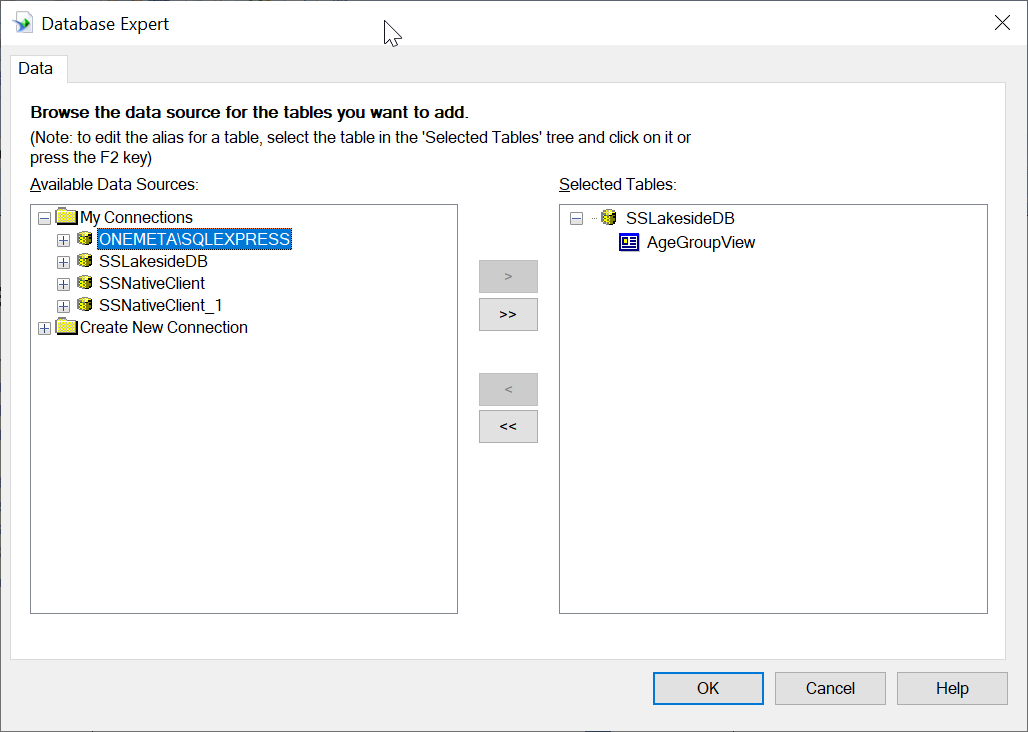 Database Expert
Data
Browse the data source for the tables you want to add.
(Note: to edit the alias for a table, select the table in the 'Selected Tables' tree and click on it or
press the F2 key)
Available Data Sources:
My Connections
ONEMETA\SQLEXPRESS
SSLakesideDB
SSNativeClient
SSNativeClient_1
Create New Connection
>
>>
<
<<
Selected Tables:
SSLakesideDB
AgeGroupView
OK
Cancel
Help